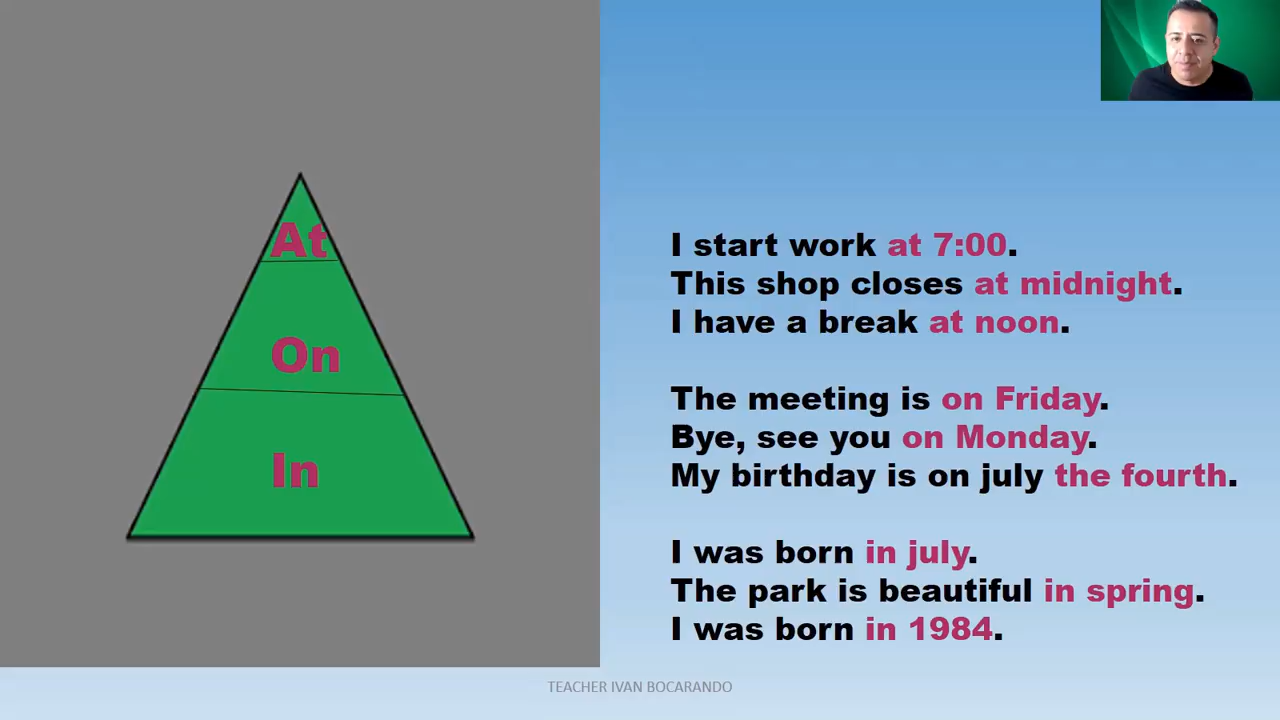 At
On
In
I start work at 7:00.
This shop closes at midnight.
I have a break at noon.
The meeting is on Friday.
Bye, see you on Monday.
My birthday is on july the fourth.
I was born in july.
The park is beautiful in spring.
I was born in 1984.
TEACHER IVAN BOCARANDO